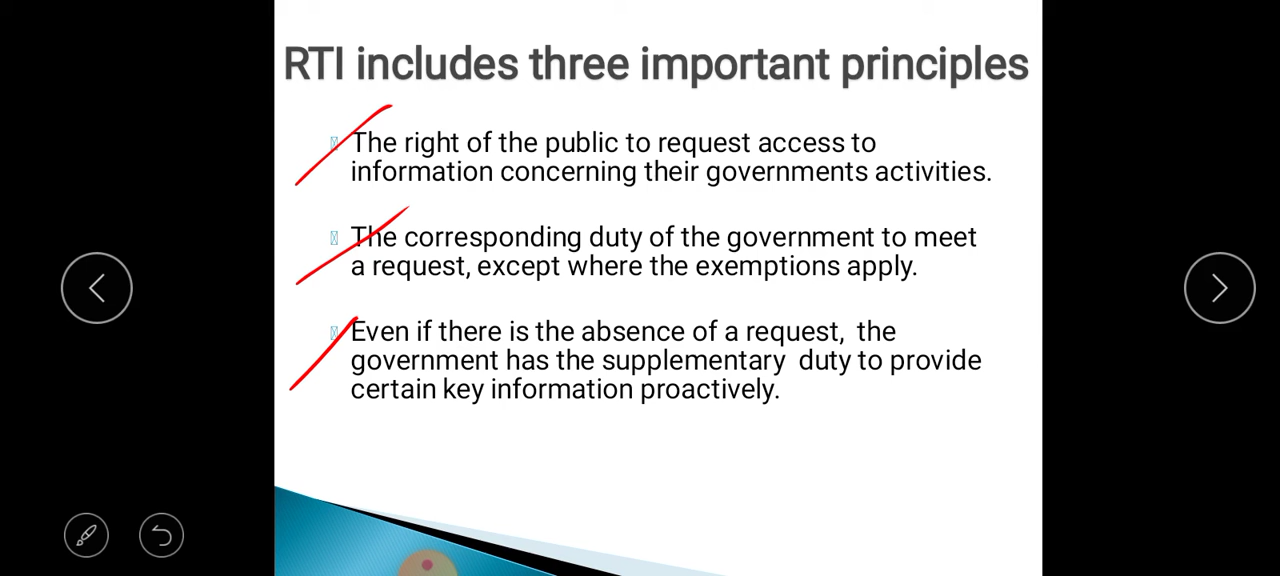 RTI includes three important principles
The right of the public to request access to
information concerning their governments activities.
The corresponding duty of the government to meet
a request, except where the exemptions apply.
Even if there is the absence of a request, the
government has the supplementary duty to provide
certain key information proactively.